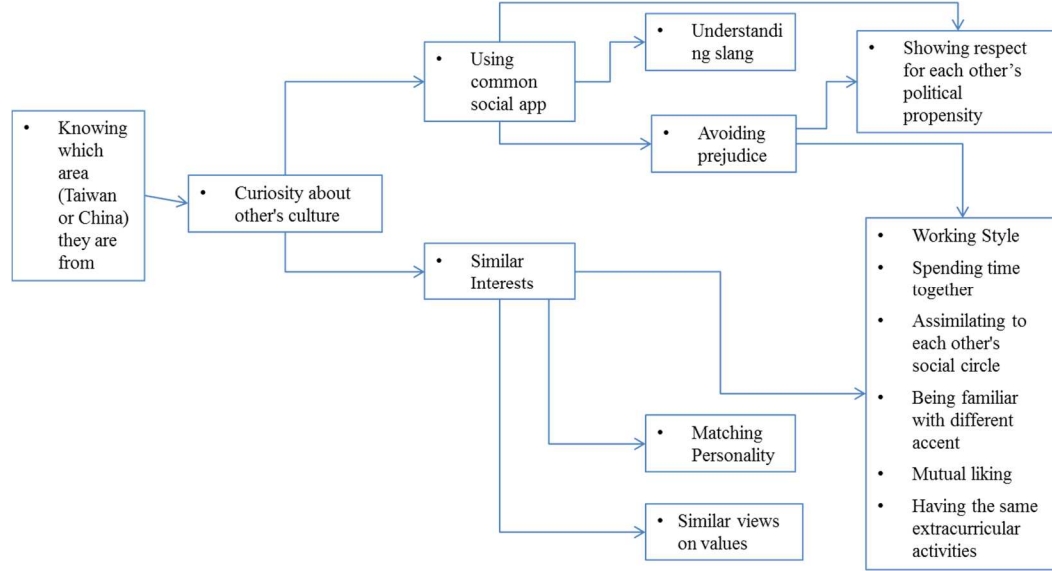 • Knowing
which
area
(Taiwan
or China)
they are
from
• Curiosity about
other's culture
• Using
common
social app
• Understandi
ng slang
• Avoiding
prejudice
• Showing respect
for each other’s
political
propensity
• Similar
Interests
• Matching
Personality
• Similar views
on values
• Working Style
• Spending time
together
• Assimilating to
each other's
social circle
• Being familiar
with different
accent
• Mutual liking
• Having the same
extracurricular
activities